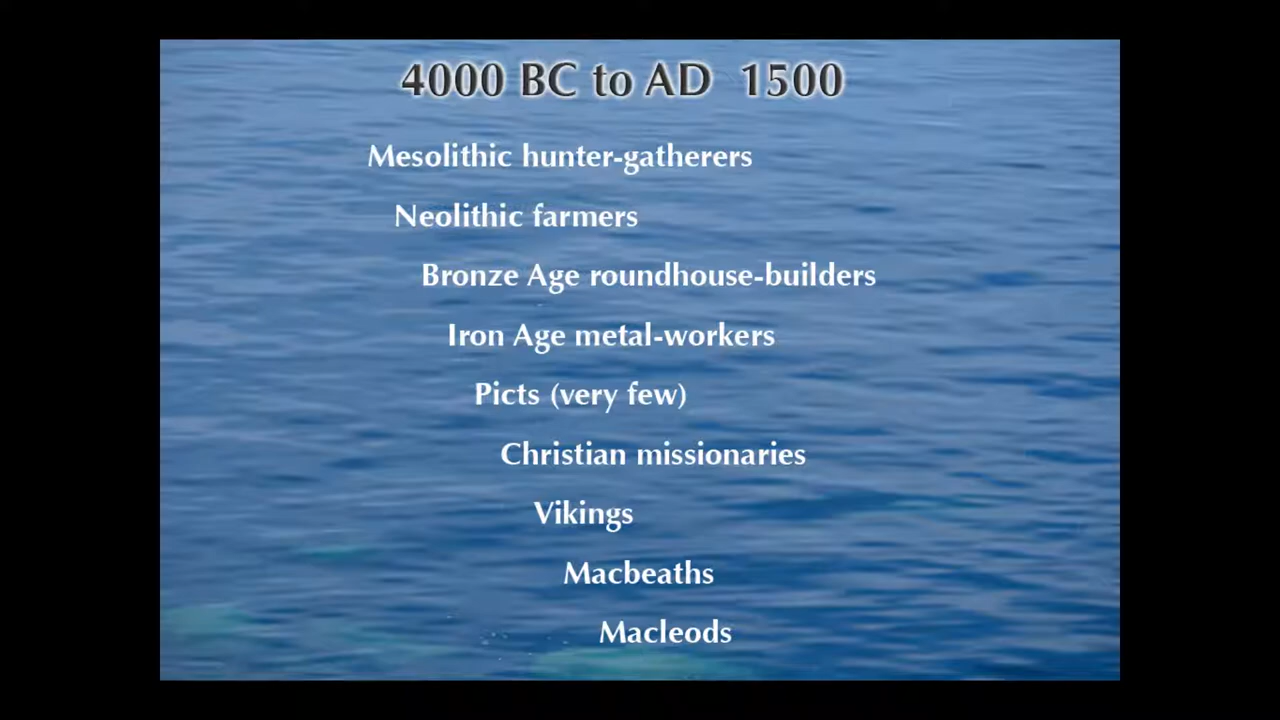 4000 BC to AD 1500
Mesolithic hunter-gatherers
Neolithic farmers
Bronze Age roundhouse-builders
Iron Age metal-workers
Picts (very few)
Christian missionaries
Vikings
Macbeaths
Macleods